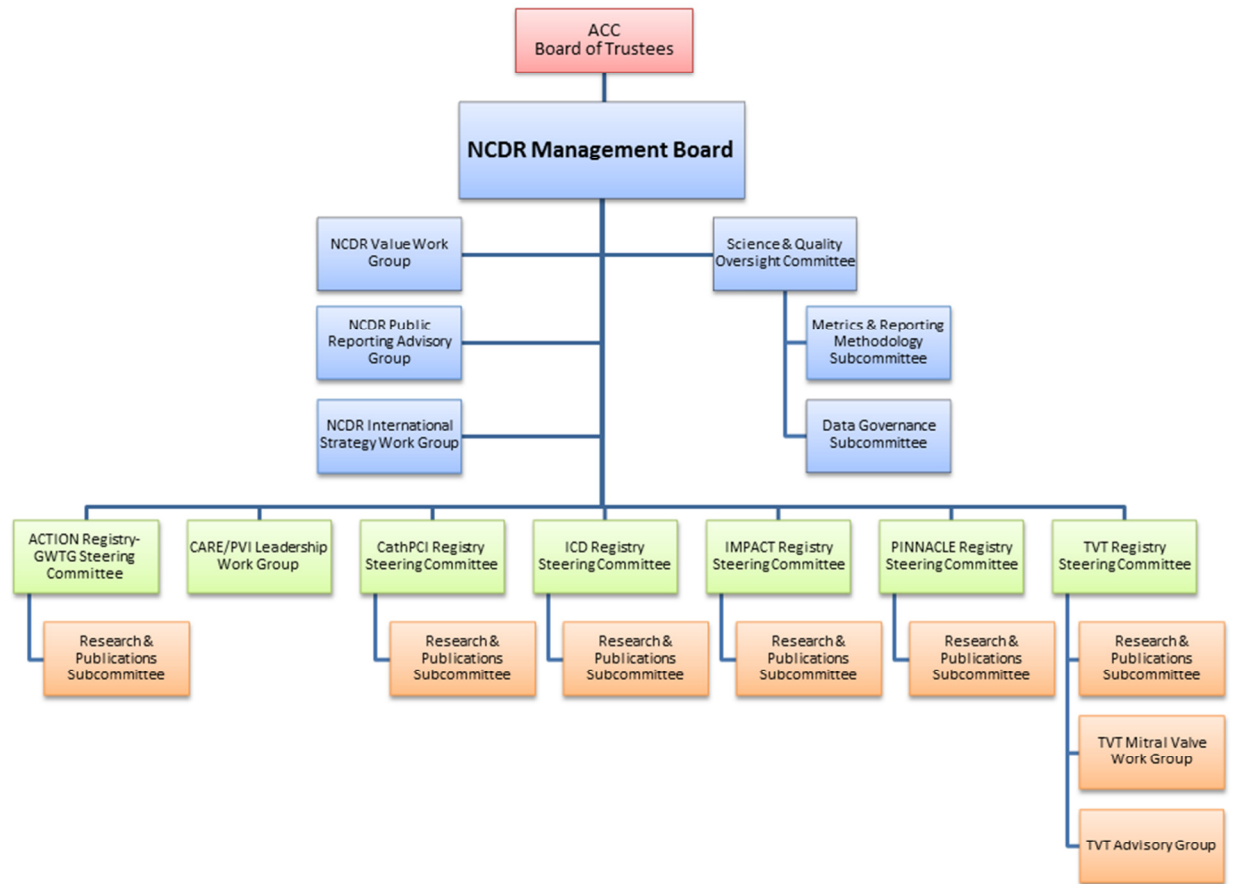 ACC
Board of Trustees
NCDR Management Board
NCDR Value Work
Group
Science & Quality
Oversight Committee
NCDR Public
Reporting Advisory
Group
Metrics & Reporting
Methodology
Subcommittee
NCDR International
Strategy Work Group
Data Governance
Subcommittee
ACTION Registry-
GWTG Steering
Committee
CARE/PVI Leadership
Work Group
CathPCI Registry
Steering Committee
ICD Registry
Steering Committee
IMPACT Registry
Steering Committee
PINNACLE Registry
Steering Committee
TVT Registry
Steering Committee
Research &
Publications
Subcommittee
Research &
Publications
Subcommittee
Research &
Publications
Subcommittee
Research &
Publications
Subcommittee
Research &
Publications
Subcommittee
Research &
Publications
Subcommittee
TVT Mitral Valve
Work Group
TVT Advisory Group